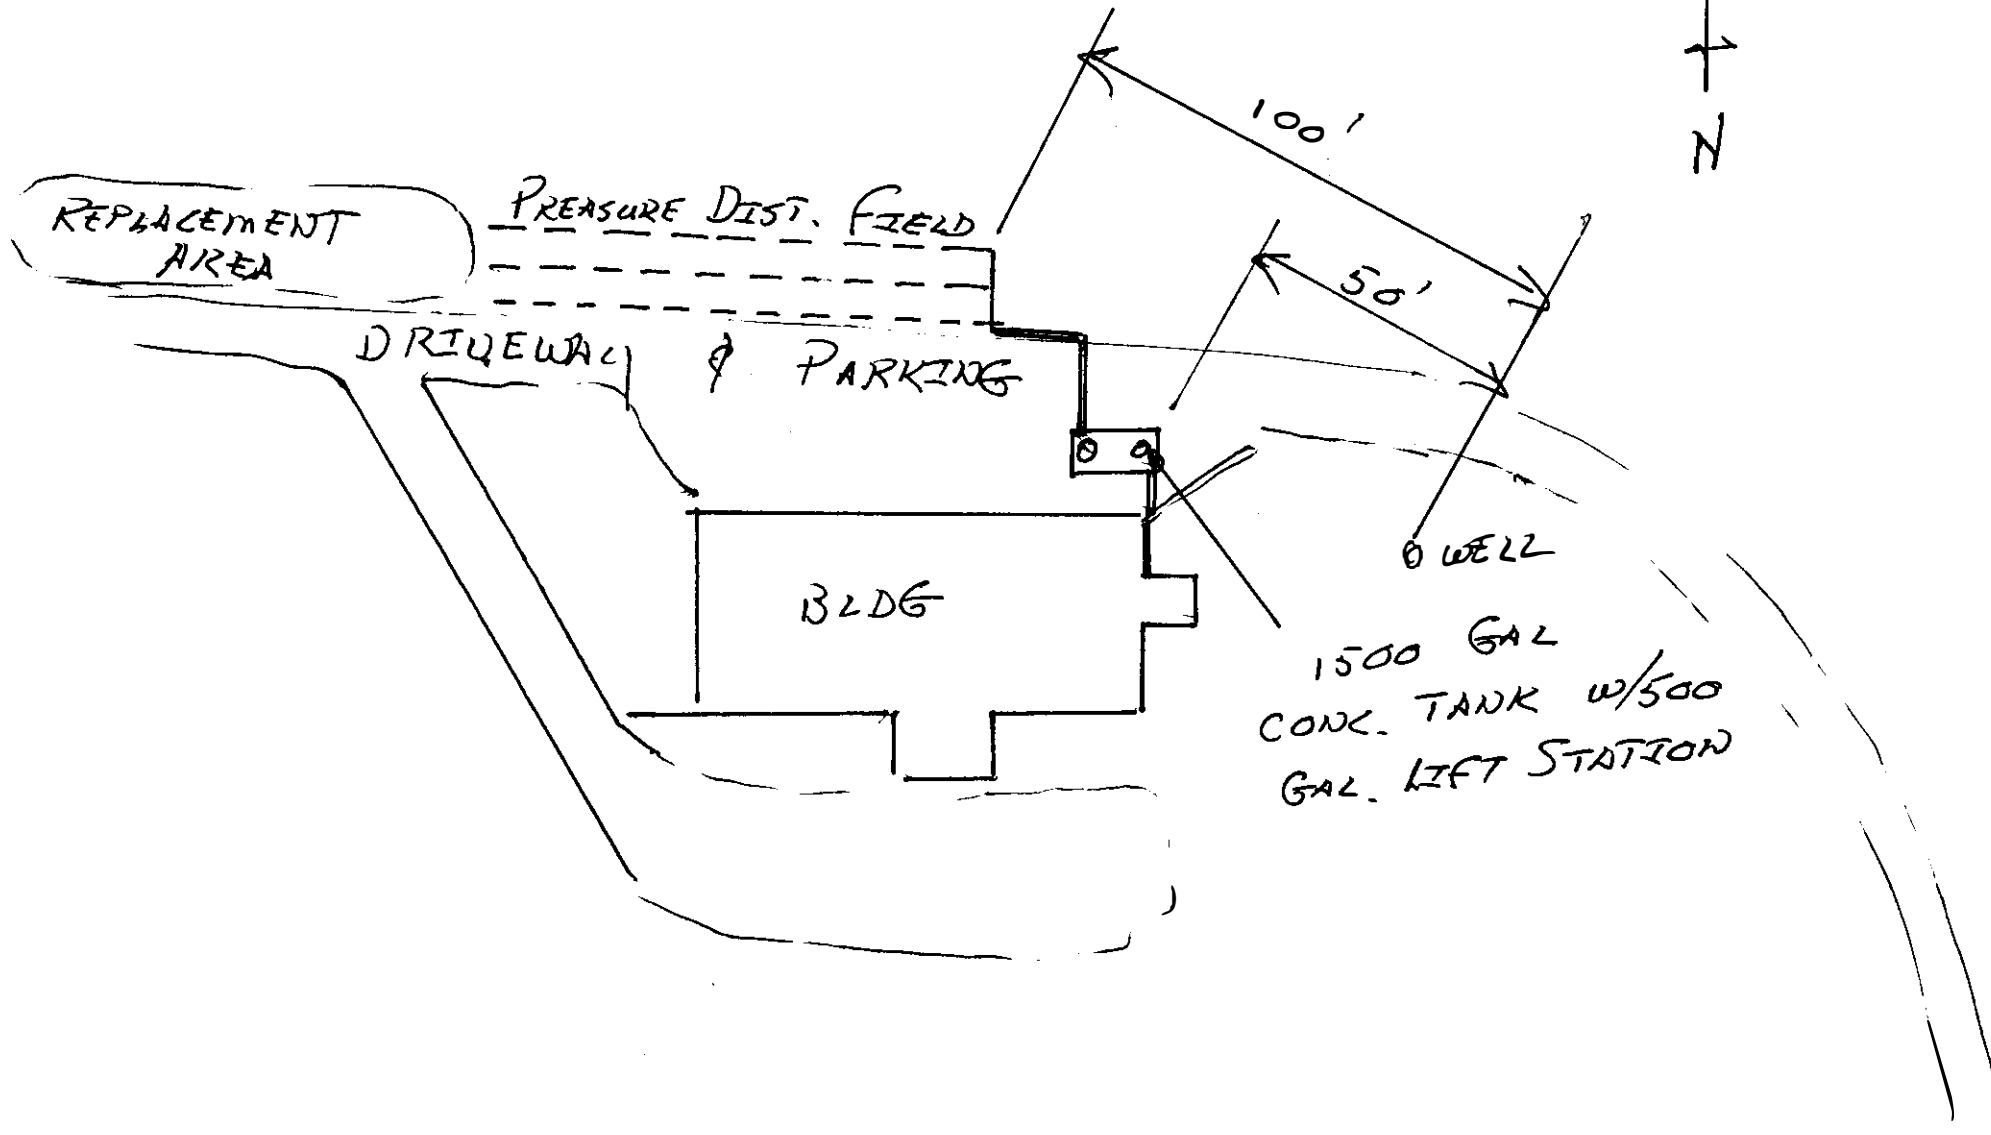 N
100'
50'
REPLACEMENT
AREA
PREASURE DIST. FIELD
DRIVEWAY & PARKING
BLDG
WELL
1500 GAL
CONC. TANK W/500
GAL. LIFT STATION